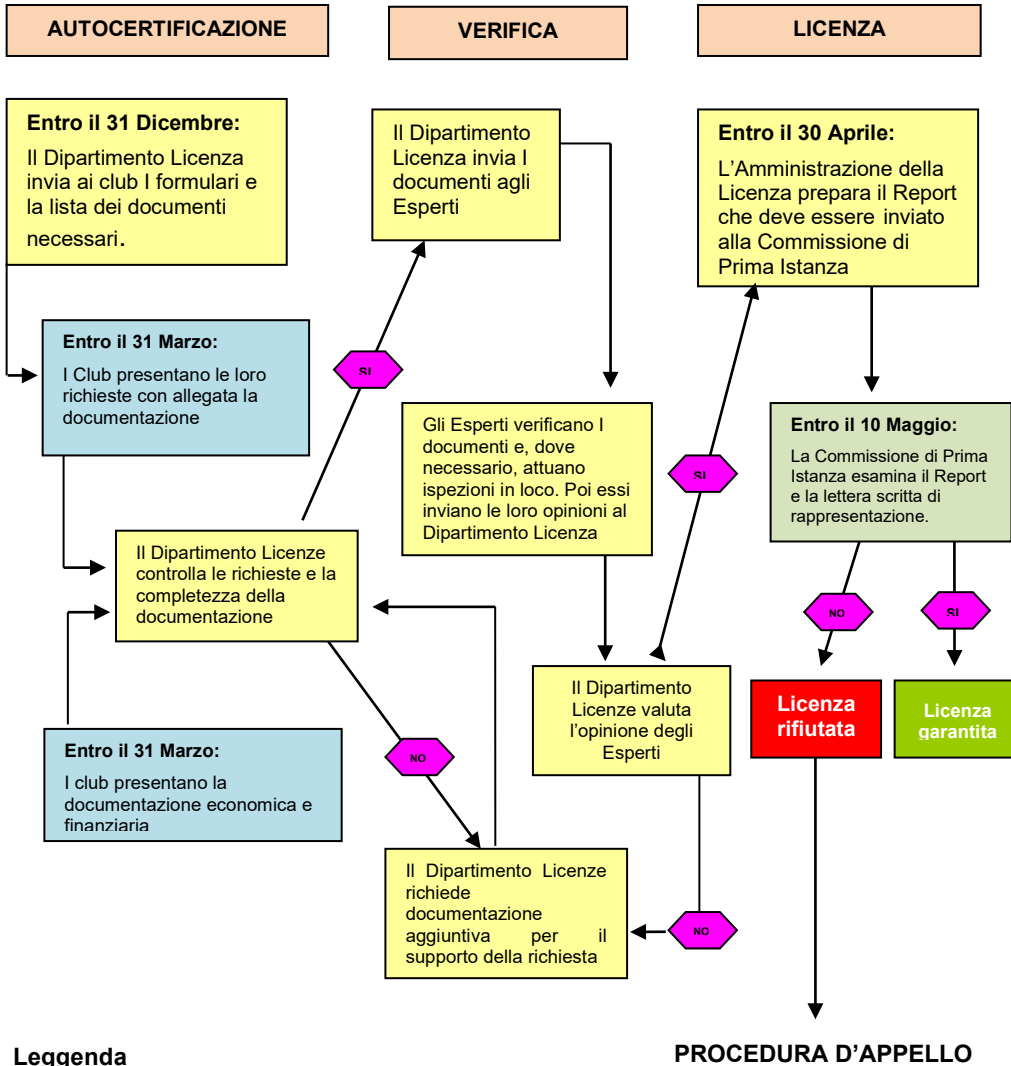 AUTOCERTIFICAZIONE
VERIFICA
LICENZA
Entro il 31 Dicembre:
Il Dipartimento Licenza
invia ai club I formulari e
la lista dei documenti
necessari.
Il Dipartimento
Licenza invia I
documenti agli
Esperti
Entro il 30 Aprile:
L'Amministrazione della
Licenza prepara il Report
che deve essere inviato
alla Commissione di
Prima Istanza
Entro il 31 Marzo:
I Club presentano le loro
richieste con allegata la
documentazione
SI
Gli Esperti verificano I
documenti e, dove
necessario, attuano
ispezioni in loco. Poi essi
inviano le loro opinioni al
Dipartimento Licenza
SI
Entro il 10 Maggio:
La Commissione di Prima
Istanza esamina il Report
e la lettera scritta di
rappresentazione.
Il Dipartimento Licenze
controlla le richieste e la
completezza della
documentazione
NO
SI
Il Dipartimento
Licenze valuta
l'opinione degli
Esperti
Licenza
rifiutata
Licenza
garantita
Entro il 31 Marzo:
I club presentano la
documentazione economica e
finanziaria
NO
Il Dipartimento Licenze
richiede
documentazione
aggiuntiva per il
supporto della richiesta
NO
Leggenda
PROCEDURA D'APPELLO